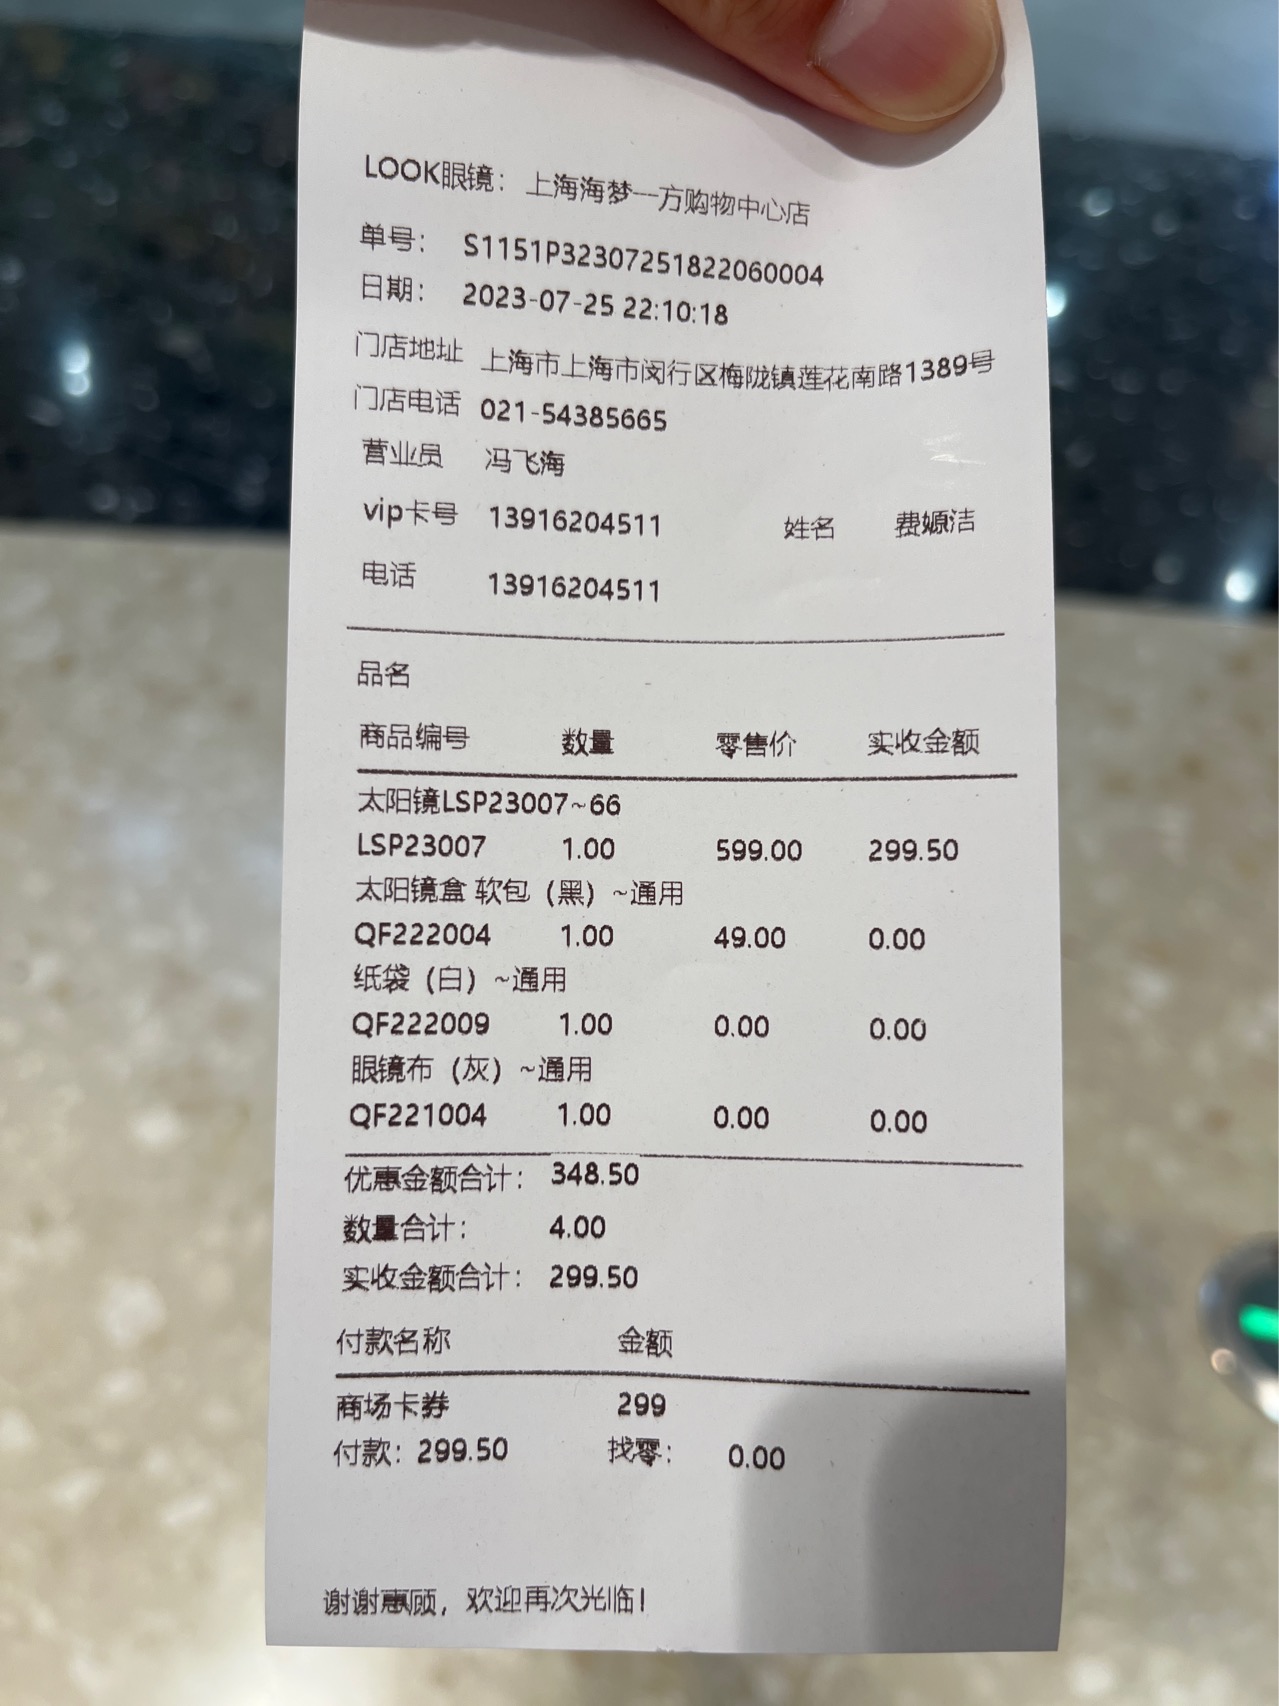 LOOK眼镜： 上海海梦一方购物中心店
单号： S1151P32307251822060004
日期： 2023-07-25 22:10:18
门店地址 上海市上海市闵行区梅陇镇莲花南路1389号
门店电话 021-54385665
营业员 冯飞海
vip卡号 13916204511 姓名 费嫄洁
电话 13916204511
品名
商品编号 数量 零售价 实收金额
太阳镜LSP23007~66
LSP23007 1.00 599.00 299.50
太阳镜盒 软包（黑）~通用
QF222004 1.00 49.00 0.00
纸袋（白）~通用
QF222009 1.00 0.00 0.00
眼镜布（灰）~通用
QF221004 1.00 0.00 0.00
优惠金额合计： 348.50
数量合计： 4.00
实收金额合计： 299.50
付款名称 金额
商场卡券 299
付款：299.50 找零： 0.00
谢谢惠顾，欢迎再次光临！